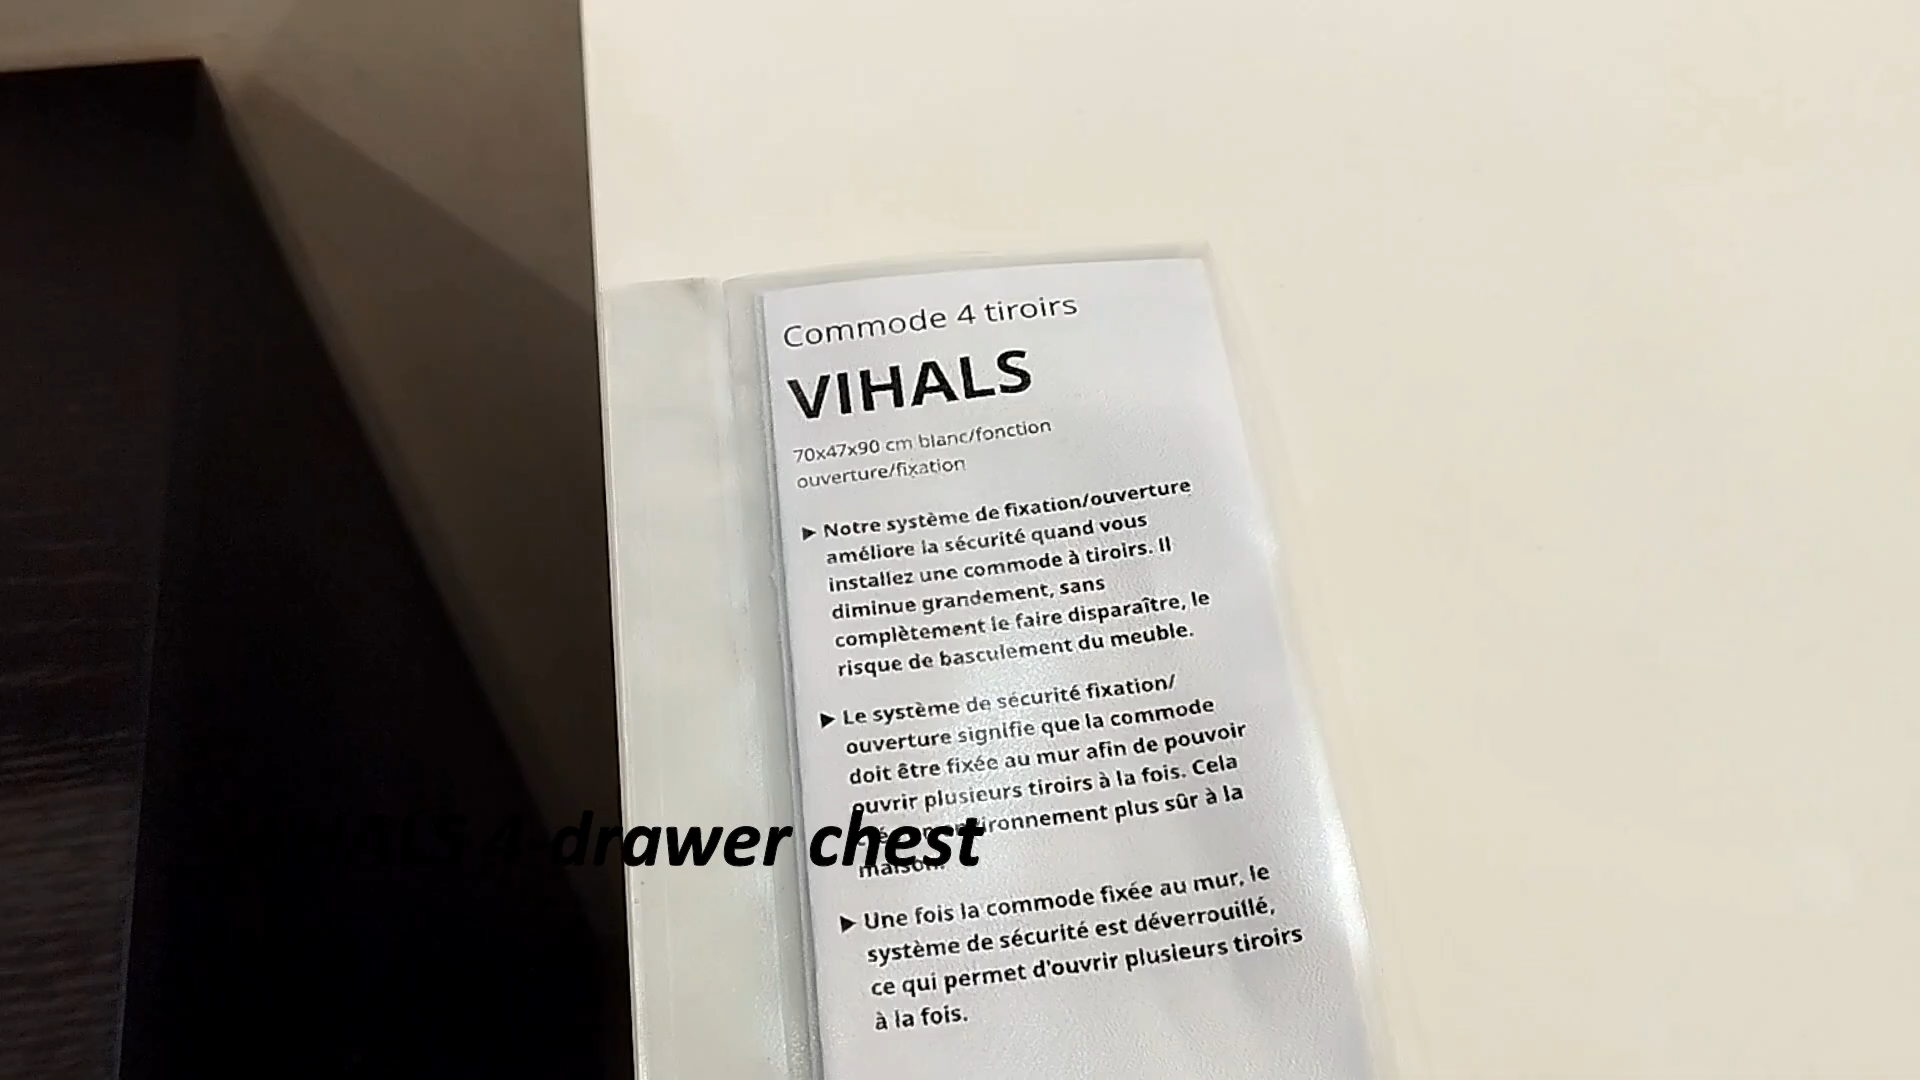 Commode 4 tiroirs
VIHALS
70x47x90 cm blanc/fonction
ouverture/fixation
▶ Notre système de fixation/ouverture
améliore la sécurité quand vous
installez une commode à tiroirs. Il
diminue grandement, sans
complètement le faire disparaître, le
risque de basculement du meuble.
▶ Le système de sécurité fixation/
ouverture signifie que la commode
doit être fixée au mur afin de pouvoir
ouvrir plusieurs tiroirs à la fois. Cela
plus sûr à la
maison.
VIHALS 4-drawer chest
▶ Une fois la commode fixée au mur, le
système de sécurité est déverrouillé,
ce qui permet d'ouvrir plusieurs tiroirs
à la fois.